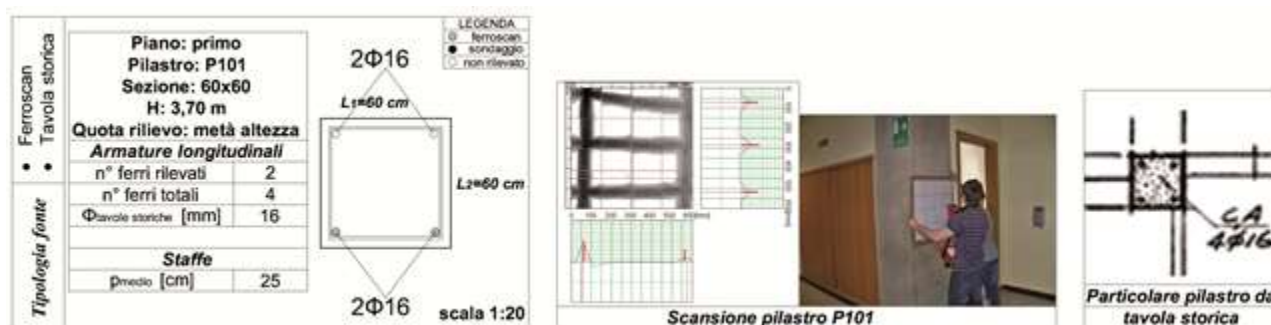 Ferroscan
Tavola storica
Tipologia fonte
Piano: primo
Pilastro: P101
Sezione: 60x60
H: 3,70 m
Quota rilievo: metà altezza
Armature longitudinali
n° ferri rilevati 2
n° ferri totali 4
Φtavole storiche [mm] 16
Staffe
pmedio [cm] 25
2Φ16
L1=60 cm
L2=60 cm
2Φ16
scala 1:20
LEGENDA
ferroscan
sondaggio
non rilevato
Scansione pilastro P101
C.A
4Φ16
Particolare pilastro da
tavola storica